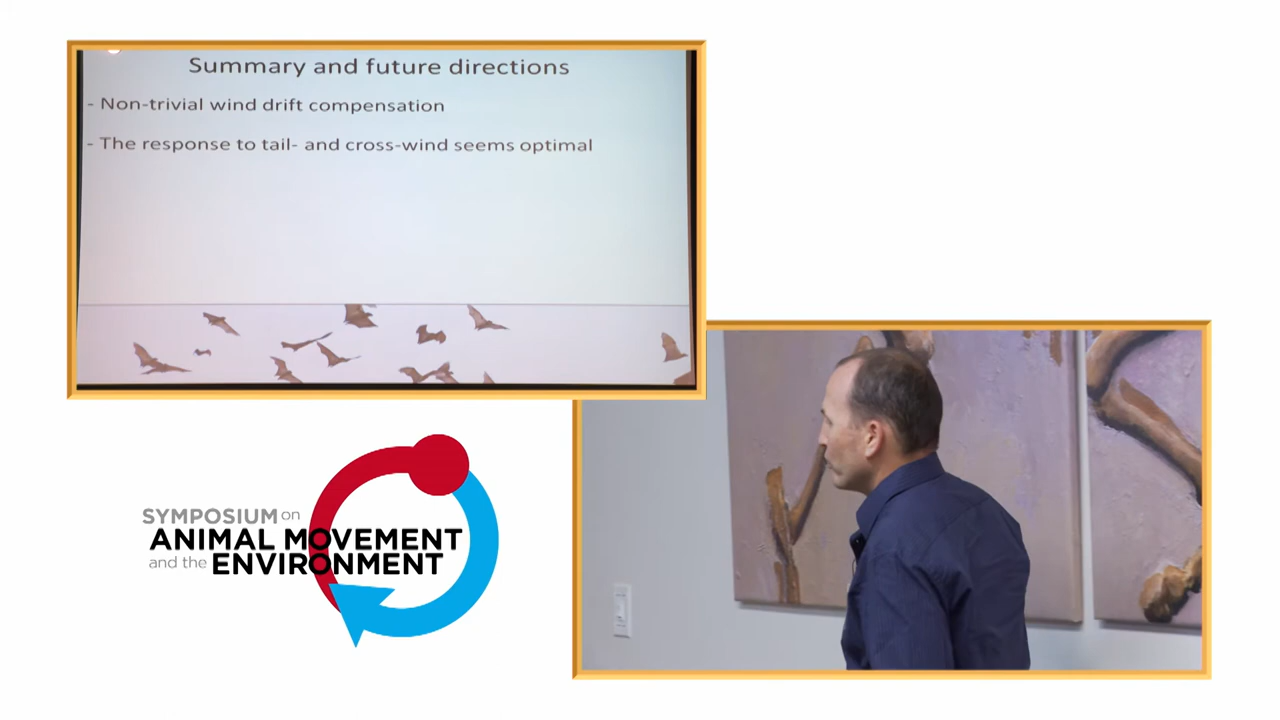 Summary and future directions
- Non-trivial wind drift compensation
- The response to tail- and cross-wind seems optimal
SYMPOSIUM on
ANIMAL MOVEMENT
and the ENVIRONMENT